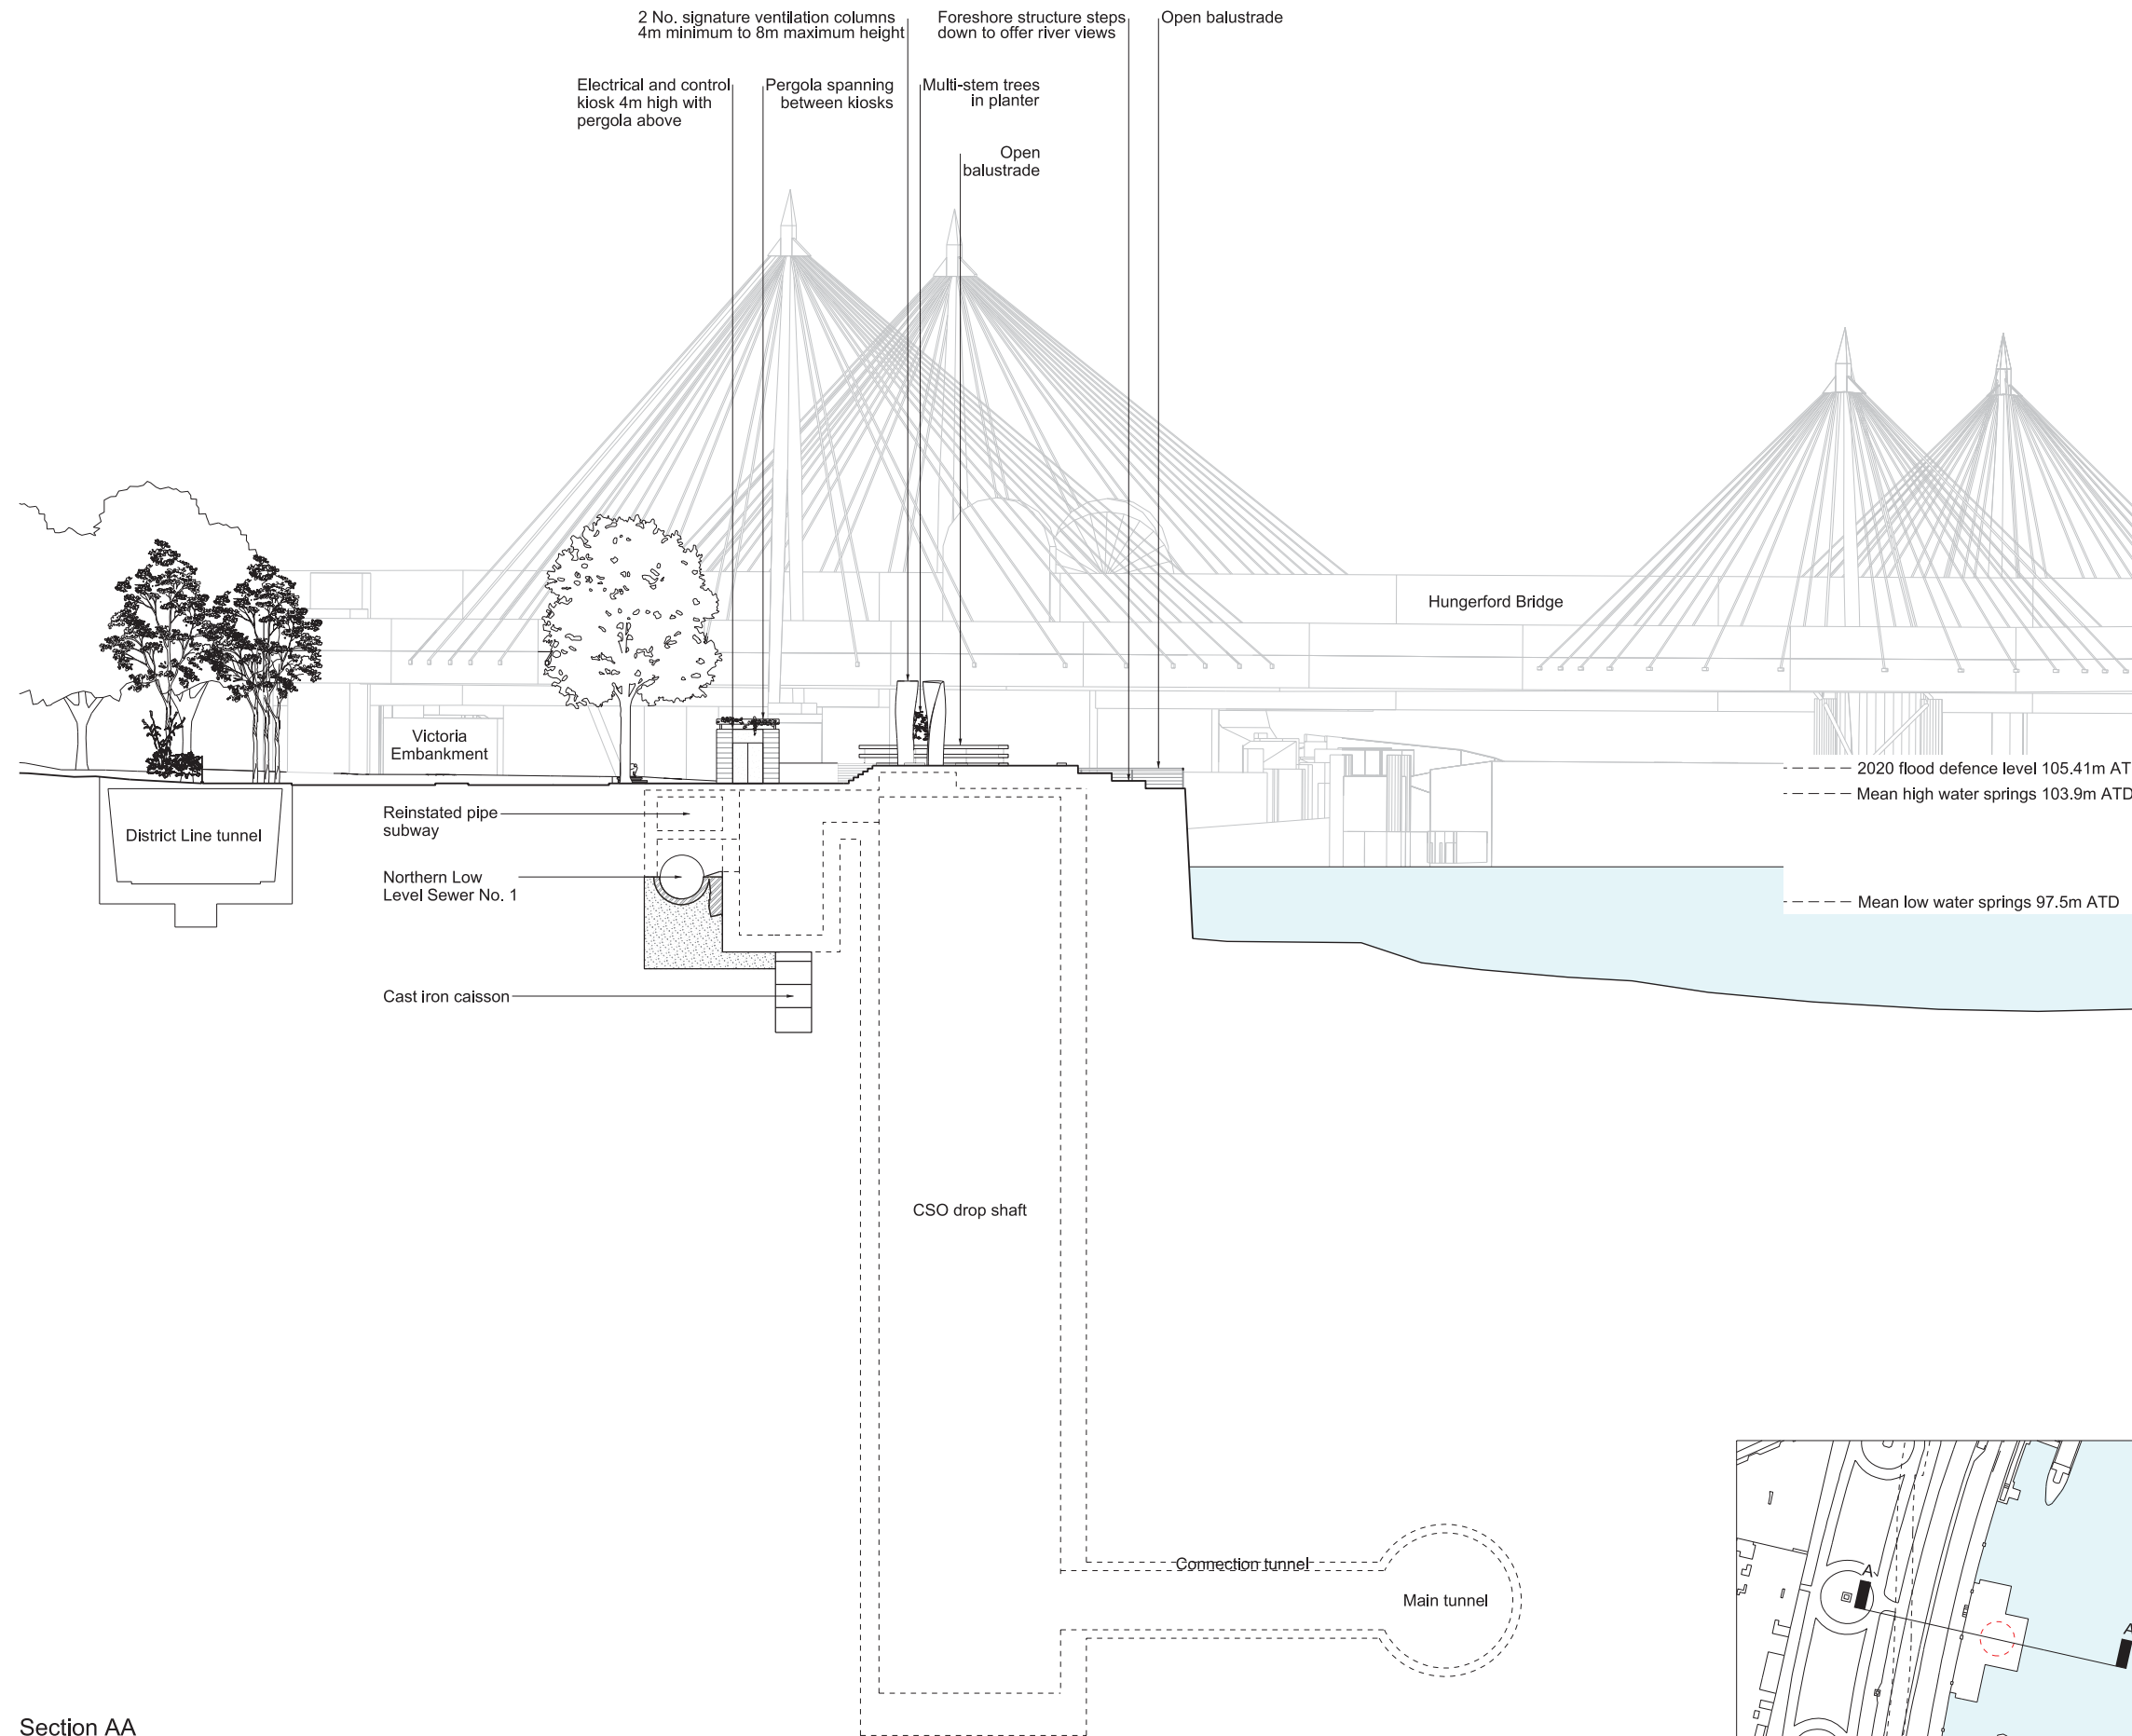 2 No. signature ventilation columns
4m minimum to 8m maximum height
Foreshore structure steps
down to offer river views
Open balustrade
Electrical and control
kiosk 4m high with
pergola above
Pergola spanning
between kiosks
Multi-stem trees
in planter
Open
balustrade
Hungerford Bridge
Victoria
Embankment
2020 flood defence level 105.41m AT
Mean high water springs 103.9m ATD
District Line tunnel
Reinstated pipe
subway
Northern Low
Level Sewer No. 1
Mean low water springs 97.5m ATD
Cast iron caisson
CSO drop shaft
Connection tunnel
Main tunnel
A
A
Section AA